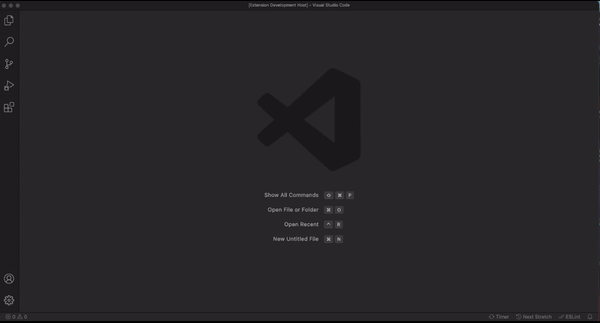 [Extension Development Host] - Visual Studio Code
Show All Commands ⇧ ⌘ P
Open File or Folder ⌘ O
Open Recent ^ R
New Untitled File ⌘ N
0 0 Timer Next Stretch ESLint